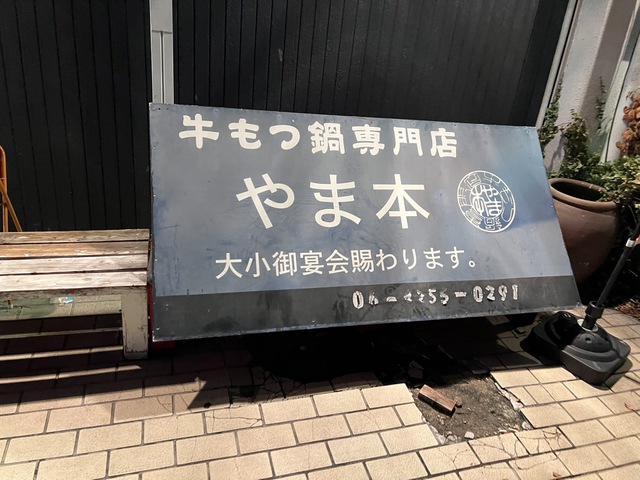 牛もつ鍋専門店
やま本
大小御宴会賜わります。